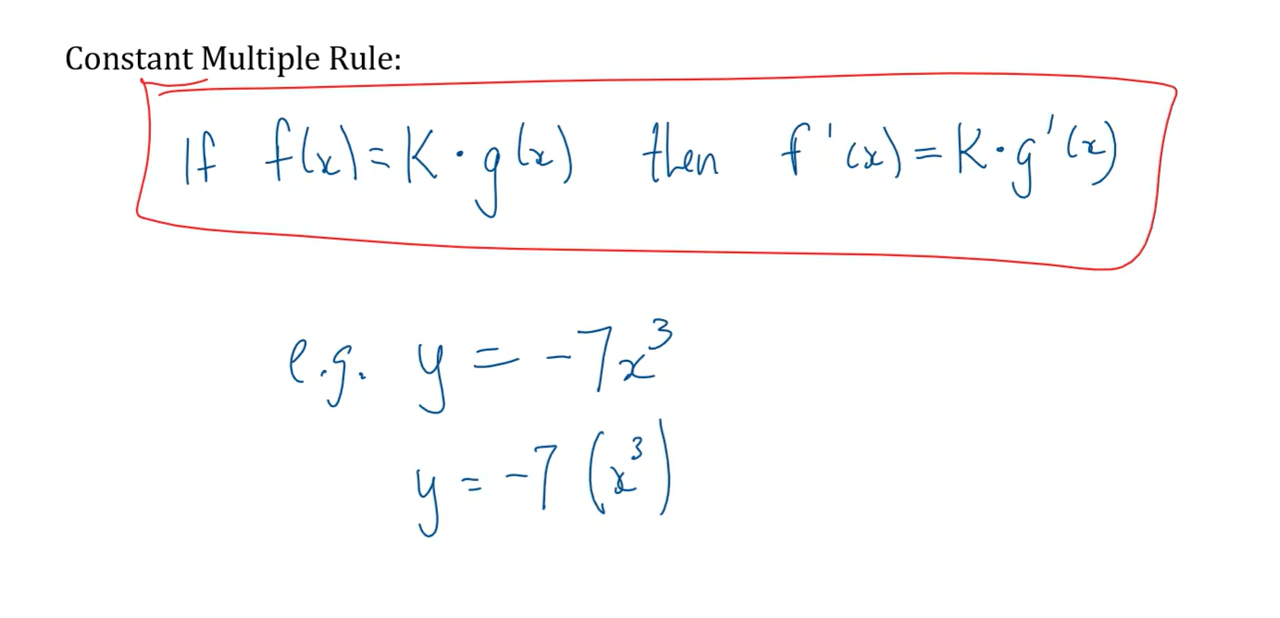 Constant Multiple Rule:
If f(x) = K · g(x) then f'(x) = K · g'(x)
e.g. y = -7x³
y = -7 (x³)